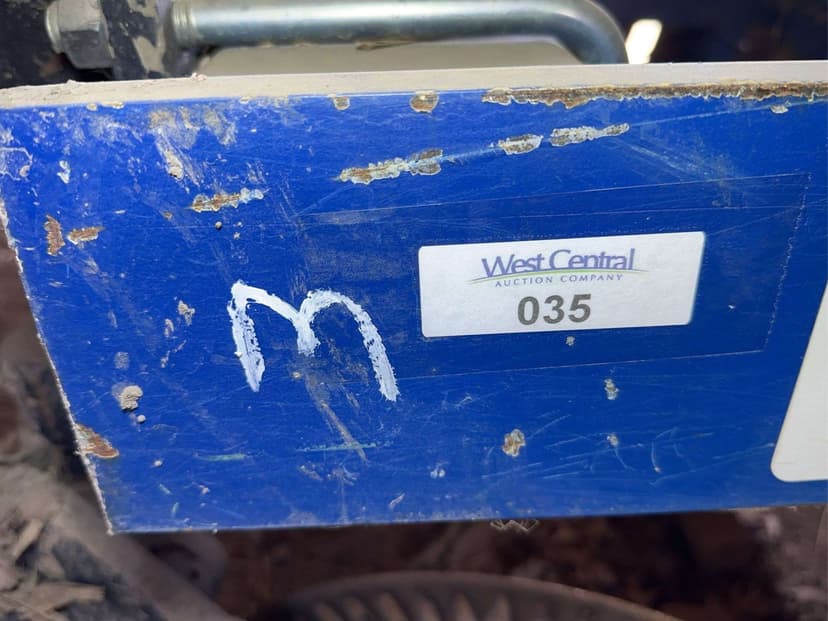 m
West Central
AUCTION COMPANY
035